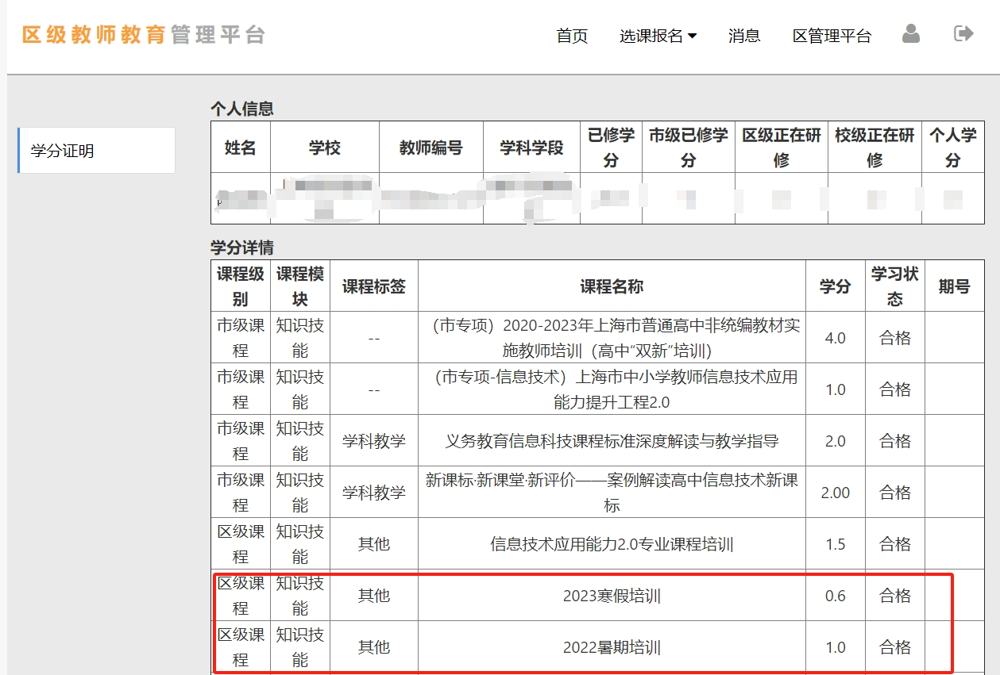 区级教师教育管理平台
首页 选课报名 消息 区管理平台
学分证明
个人信息
姓名 学校 教师编号 学科学段 已修学分 市级已修学分 区级正在研修 校级正在研修 个人学分
学分详情
课程级别 课程模块 课程标签 课程名称 学分 学习状态 期号
市级课程 知识技能 -- （市专项）2020-2023年上海市普通高中非统编教材实施教师培训（高中“双新”培训） 4.0 合格
市级课程 知识技能 -- （市专项-信息技术）上海市中小学教师信息技术应用能力提升工程2.0 1.0 合格
市级课程 知识技能 学科教学 义务教育信息科技课程标准深度解读与教学指导 2.0 合格
市级课程 知识技能 学科教学 新课标·新课堂·新评价——案例解读高中信息技术新课标 2.00 合格
区级课程 知识技能 其他 信息技术应用能力2.0专业课程培训 1.5 合格
区级课程 知识技能 其他 2023寒假培训 0.6 合格
区级课程 知识技能 其他 2022暑期培训 1.0 合格